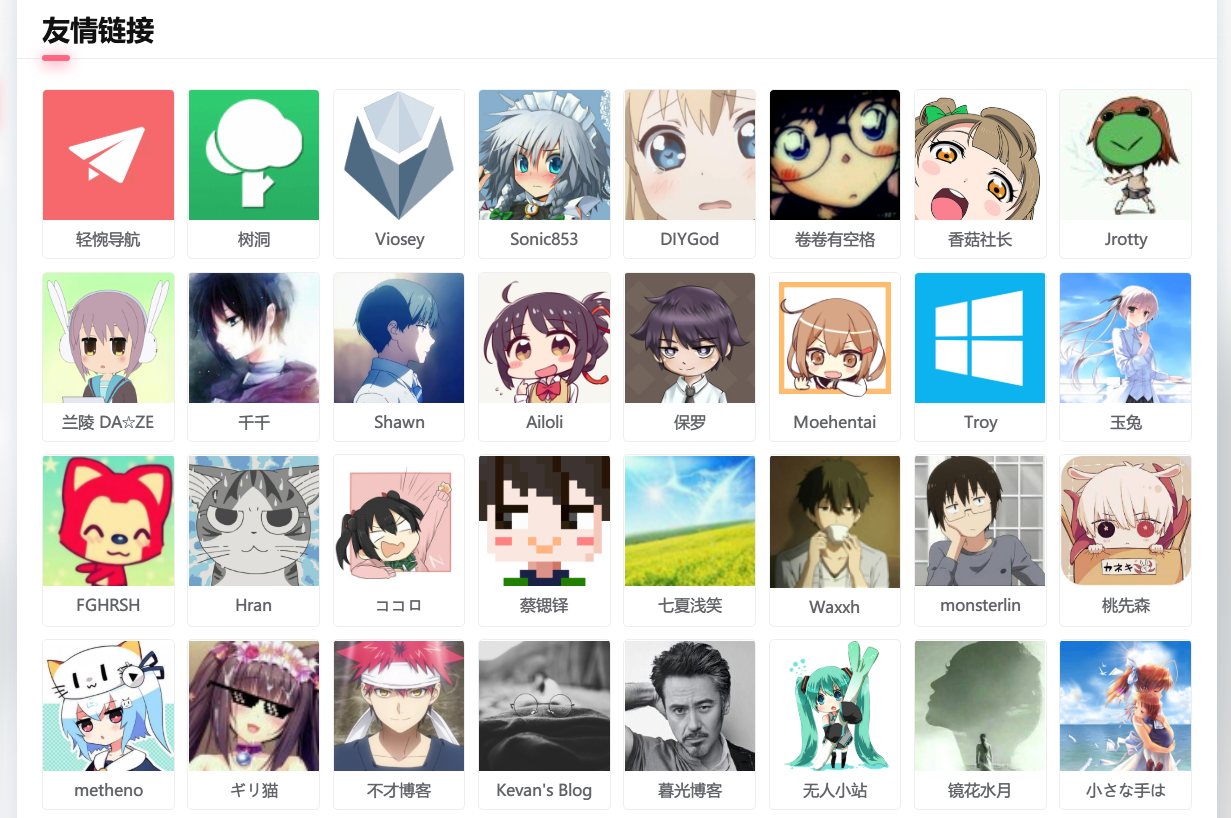 友情链接
轻惋导航
树洞
Viosey
Sonic853
DIYGod
卷卷有空格
香菇社长
Jrotty
兰陵 DA☆ZE
千千
Shawn
Ailoli
保罗
Moehentai
Troy
玉兔
FGHRSH
Hran
ココロ
蔡锶铎
七夏浅笑
Waxxh
monsterlin
カネキ
桃先森
metheno
ギリ猫
不才博客
Kevan's Blog
暮光博客
无人小站
镜花水月
小さな手は